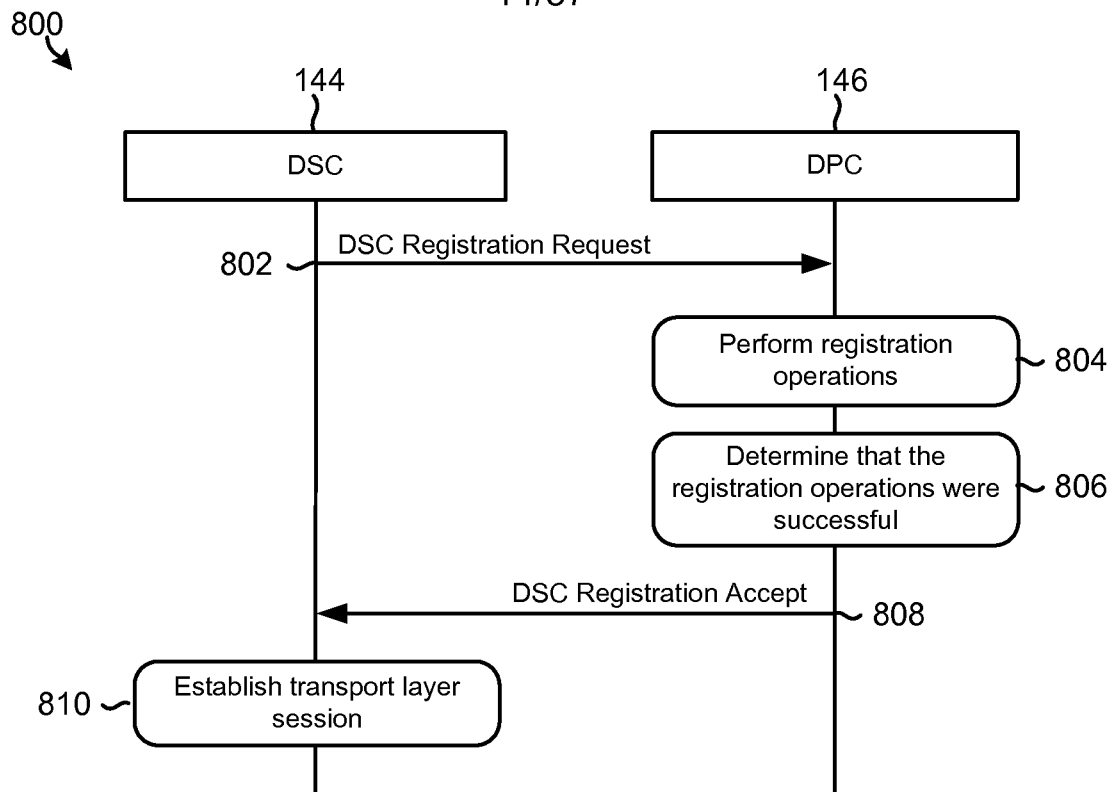 800
144
146
DSC
DPC
DSC Registration Request
802
Perform registration
operations
804
Determine that the
registration operations were
successful
806
DSC Registration Accept
808
Establish transport layer
session
810